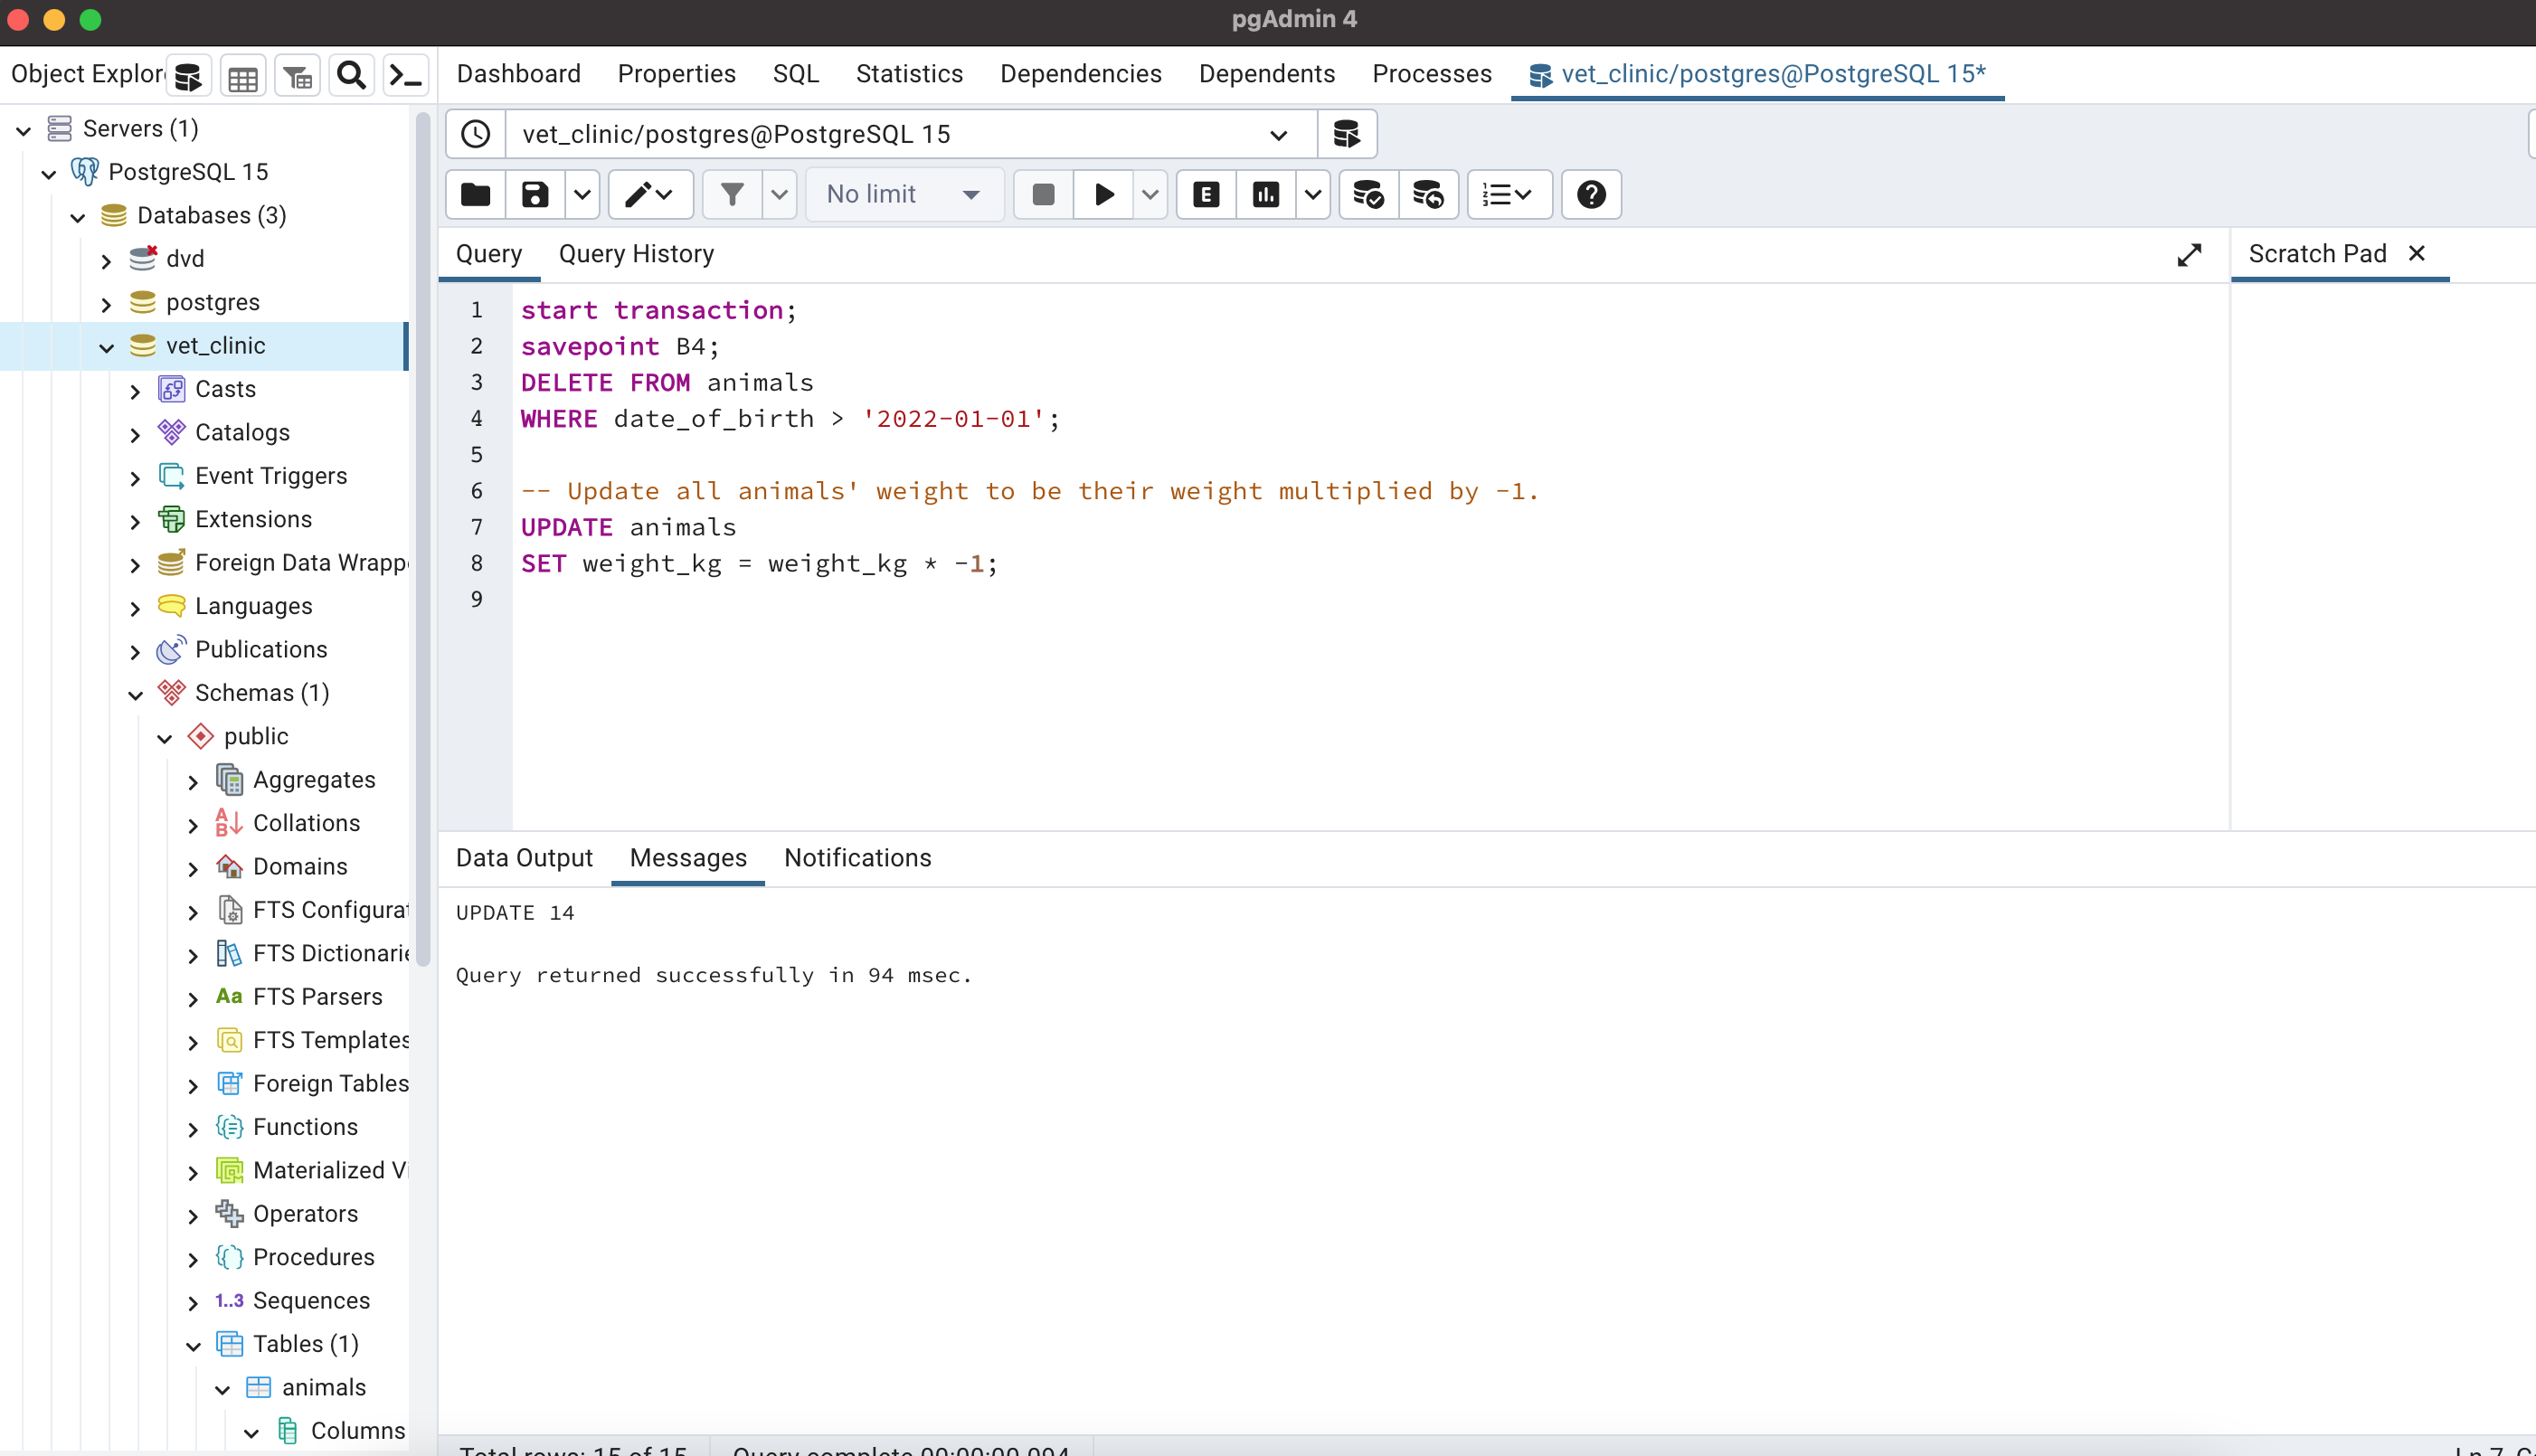 pgAdmin 4
Object Explor
Dashboard Properties SQL Statistics Dependencies Dependents Processes vet_clinic/postgres@PostgreSQL 15*
Servers (1)
PostgreSQL 15
Databases (3)
dvd
postgres
vet_clinic
Casts
Catalogs
Event Triggers
Extensions
Foreign Data Wrapp
Languages
Publications
Schemas (1)
public
Aggregates
Collations
Domains
FTS Configurat
FTS Dictionarie
Aa FTS Parsers
FTS Templates
Foreign Tables
Functions
Materialized Vi
Operators
Procedures
1..3 Sequences
Tables (1)
animals
Columns
vet_clinic/postgres@PostgreSQL 15
No limit
E
Query Query History
Scratch Pad
1 start transaction;
2 savepoint B4;
3 DELETE FROM animals
4 WHERE date_of_birth > '2022-01-01';
5
6 -- Update all animals' weight to be their weight multiplied by -1.
7 UPDATE animals
8 SET weight_kg = weight_kg * -1;
9
Data Output Messages Notifications
UPDATE 14
Query returned successfully in 94 msec.
Total rows: 15 of 15 Query complete 00:00:00.094